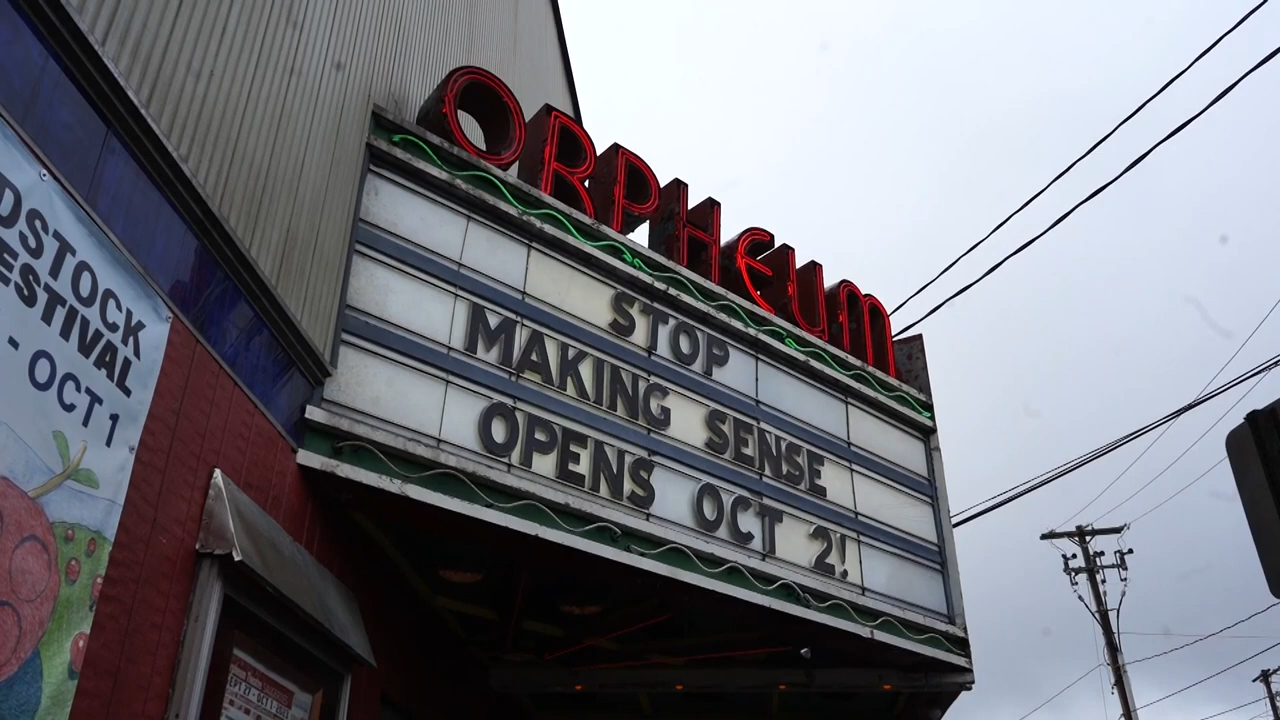 ORPHEUM
STOP
MAKING SENSE
OPENS OCT 2!
DSTOCK
ESTIVAL
- OCT 1